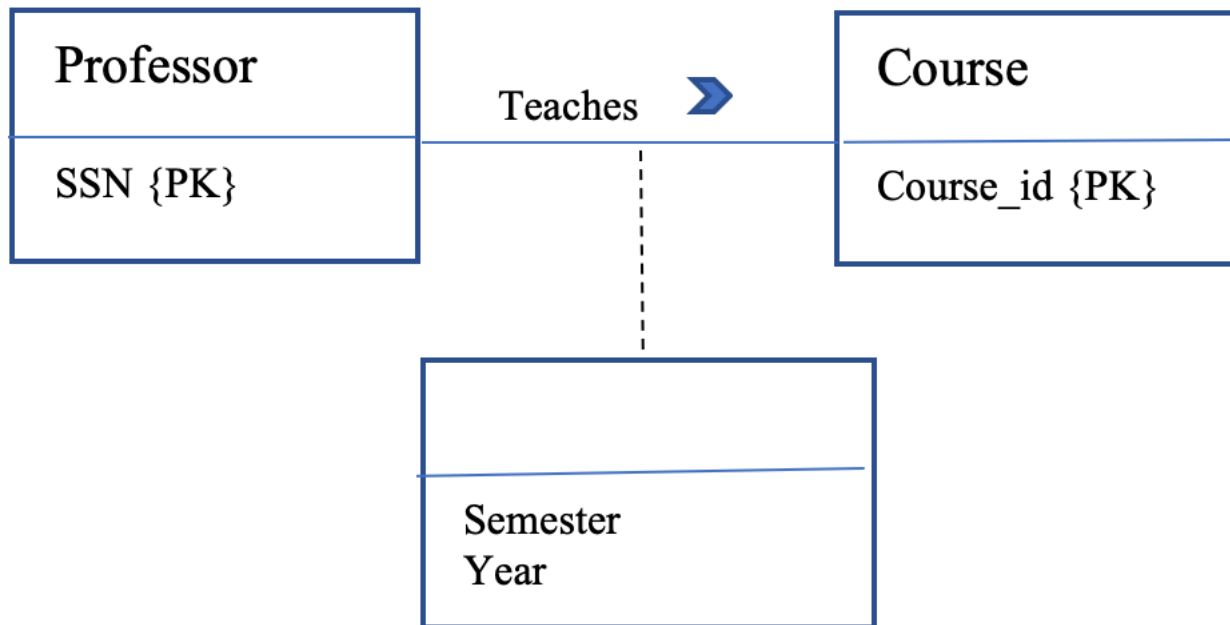 Professor
SSN {PK}
Teaches
Course
Course_id {PK}
Semester
Year